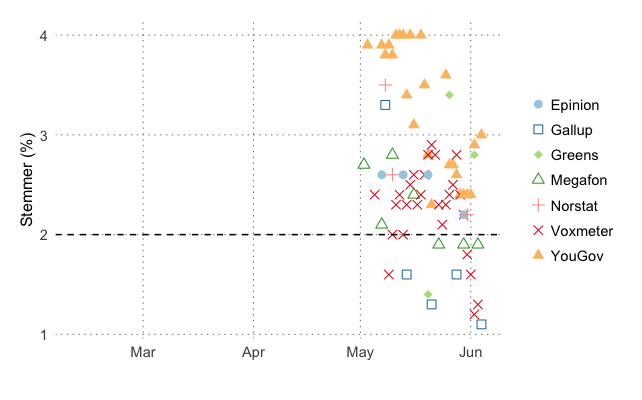 4
3
2
1
Stemmer (%)
Mar
Apr
May
Jun
Epinion
Gallup
Greens
Megafon
Norstat
Voxmeter
YouGov